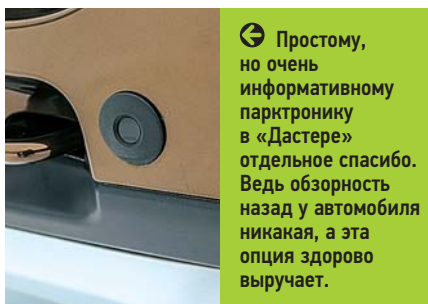 Простому,
но очень
информативному
парктронику
в «Дастере»
отдельное спасибо.
Ведь обзорность
назад у автомобиля
никакая, а эта
опция здорово
выручает.